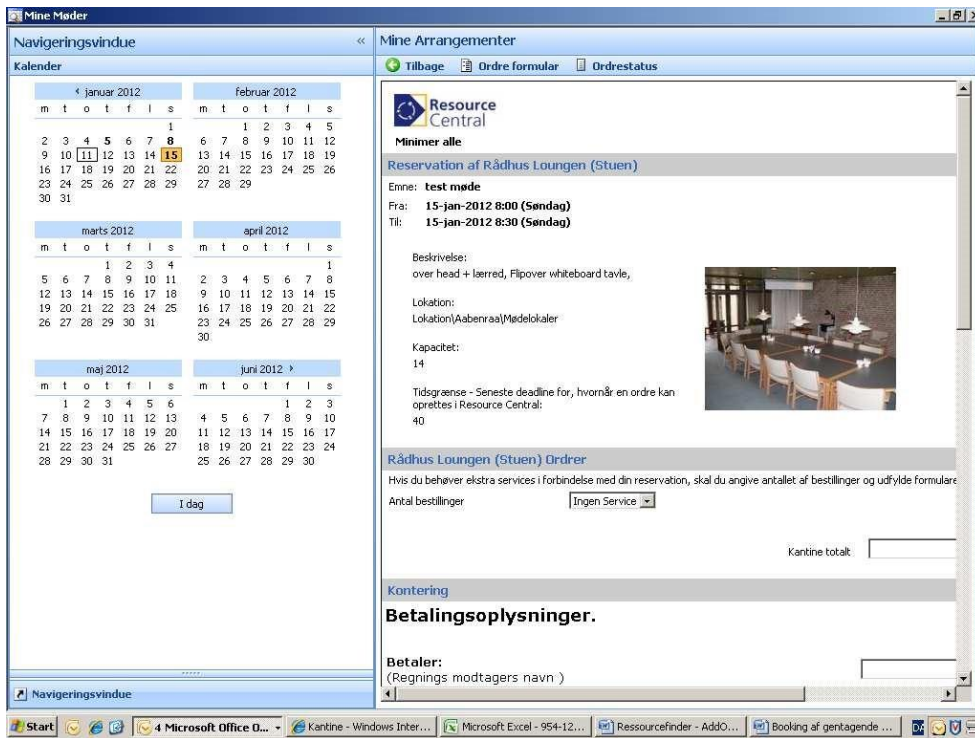 Mine Møder
Navigeringsvindue «
Kalender
januar 2012
m t o t f l s
1
2 3 4 5 6 7 8
9 10 11 12 13 14 15
16 17 18 19 20 21 22
23 24 25 26 27 28 29
30 31
februar 2012
m t o t f l s
1 2 3 4 5
6 7 8 9 10 11 12
13 14 15 16 17 18 19
20 21 22 23 24 25 26
27 28 29
marts 2012
m t o t f l s
1 2 3 4
5 6 7 8 9 10 11
12 13 14 15 16 17 18
19 20 21 22 23 24 25
26 27 28 29 30 31
april 2012
m t o t f l s
1
2 3 4 5 6 7 8
9 10 11 12 13 14 15
16 17 18 19 20 21 22
23 24 25 26 27 28 29
30
maj 2012
m t o t f l s
1 2 3 4 5 6
7 8 9 10 11 12 13
14 15 16 17 18 19 20
21 22 23 24 25 26 27
28 29 30 31
juni 2012
m t o t f l s
1 2 3
4 5 6 7 8 9 10
11 12 13 14 15 16 17
18 19 20 21 22 23 24
25 26 27 28 29 30
I dag
Navigeringsvindue
Mine Arrangementer
Tilbage Ordre formular Ordrestatus
Resource
Central
Minimer alle
Reservation af Rådhus Loungen (Stuen)
Emne: test møde
Fra: 15-jan-2012 8:00 (Søndag)
Til: 15-jan-2012 8:30 (Søndag)
Beskrivelse:
over head + lærred, Flipover whiteboard tavle,
Lokation:
Lokation\Aabenraa\Mødelokaler
Kapacitet:
14
Tidsgrænse - Seneste deadline for, hvornår en ordre kan
oprettes i Resource Central:
40
Rådhus Loungen (Stuen) Ordrer
Hvis du behøver ekstra services i forbindelse med din reservation, skal du angive antallet af bestillinger og udfylde formulare
Antal bestillinger Ingen Service
Kantine totalt
Kontering
Betalingsoplysninger.
Betaler:
(Regnings modtagers navn )
Start 4 Microsoft Office O... Kantine - Windows Inter... Microsoft Excel - 954-12... Ressourcefinder - AddO... Booking af gentagende ... DA